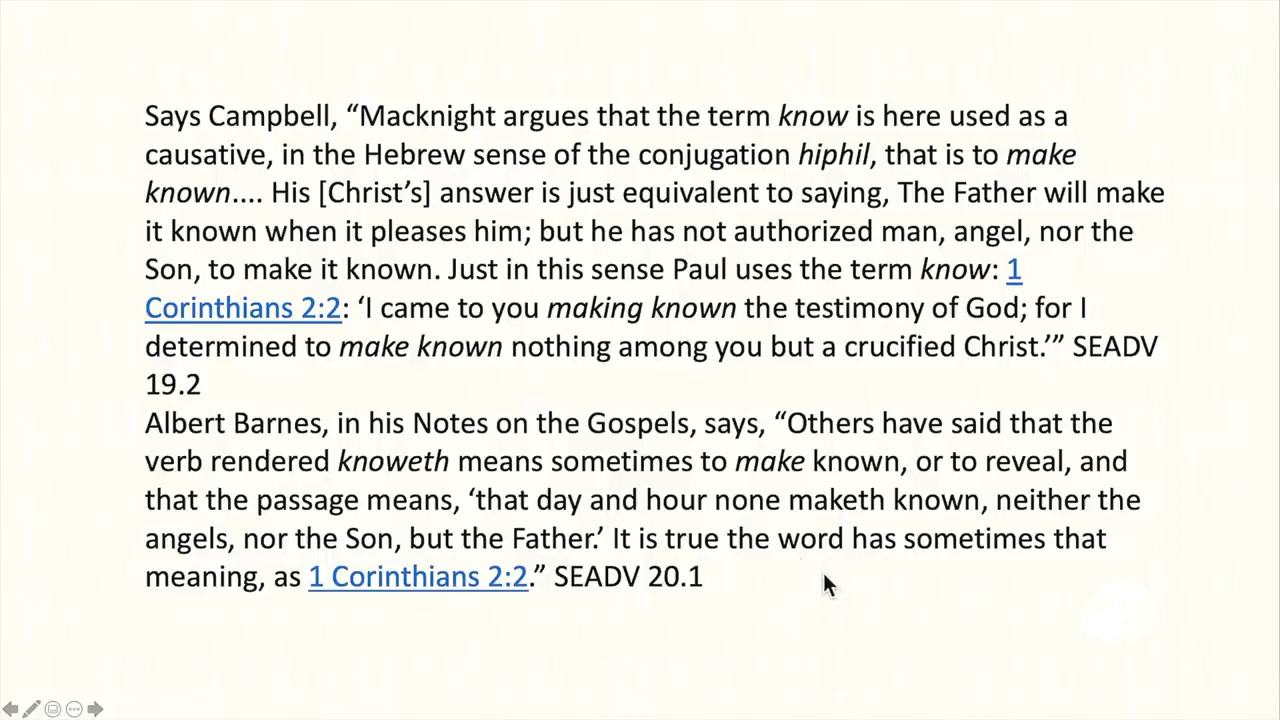 Says Campbell, “Macknight argues that the term know is here used as a
causative, in the Hebrew sense of the conjugation hiphil, that is to make
known.... His [Christ’s] answer is just equivalent to saying, The Father will make
it known when it pleases him; but he has not authorized man, angel, nor the
Son, to make it known. Just in this sense Paul uses the term know: 1
Corinthians 2:2: ‘I came to you making known the testimony of God; for I
determined to make known nothing among you but a crucified Christ.’” SEADV
19.2
Albert Barnes, in his Notes on the Gospels, says, “Others have said that the
verb rendered knoweth means sometimes to make known, or to reveal, and
that the passage means, ‘that day and hour none maketh known, neither the
angels, nor the Son, but the Father.’ It is true the word has sometimes that
meaning, as 1 Corinthians 2:2.” SEADV 20.1